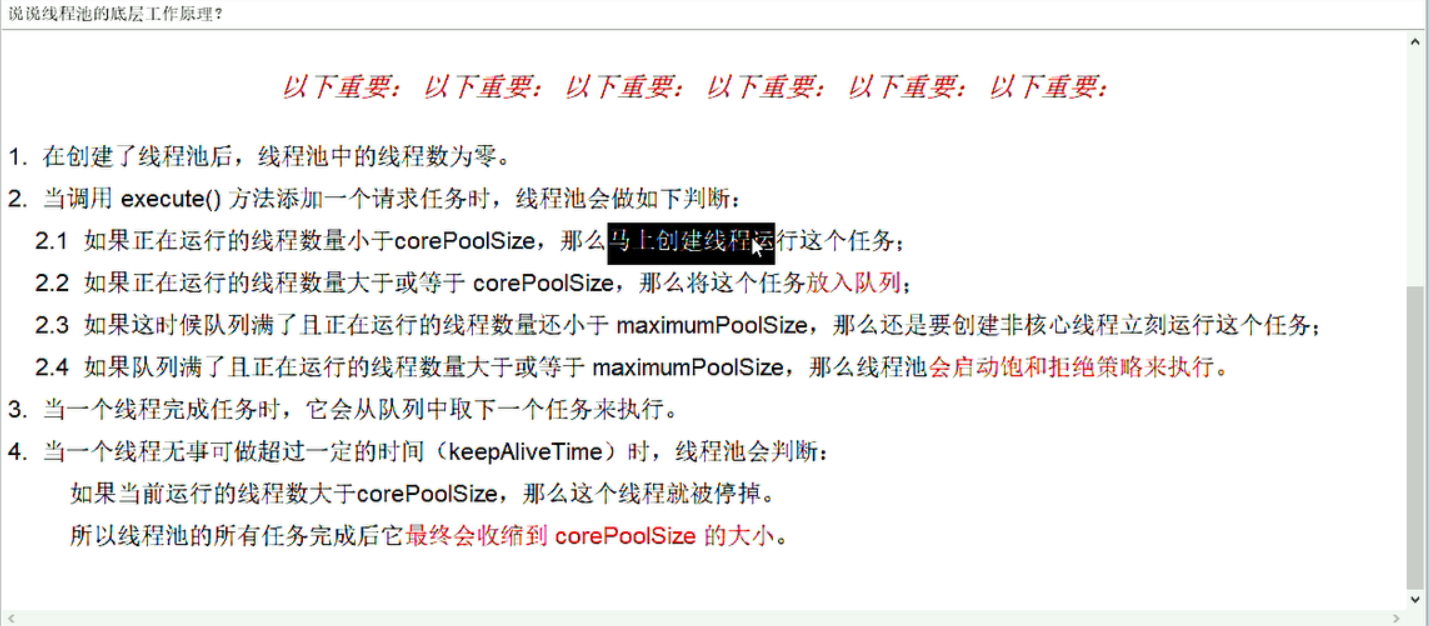 说说线程池的底层工作原理?
以下重要: 以下重要: 以下重要: 以下重要: 以下重要: 以下重要:
1. 在创建了线程池后，线程池中的线程数为零。
2. 当调用 execute() 方法添加一个请求任务时，线程池会做如下判断:
2.1 如果正在运行的线程数量小于corePoolSize，那么马上创建线程运行这个任务;
2.2 如果正在运行的线程数量大于或等于 corePoolSize，那么将这个任务放入队列;
2.3 如果这时候队列满了且正在运行的线程数量还小于 maximumPoolSize，那么还是要创建非核心线程立刻运行这个任务;
2.4 如果队列满了且正在运行的线程数量大于或等于 maximumPoolSize，那么线程池会启动饱和拒绝策略来执行。
3. 当一个线程完成任务时，它会从队列中取下一个任务来执行。
4. 当一个线程无事可做超过一定的时间（keepAliveTime）时，线程池会判断:
如果当前运行的线程数大于corePoolSize，那么这个线程就被停掉。
所以线程池的所有任务完成后它最终会收缩到 corePoolSize 的大小。